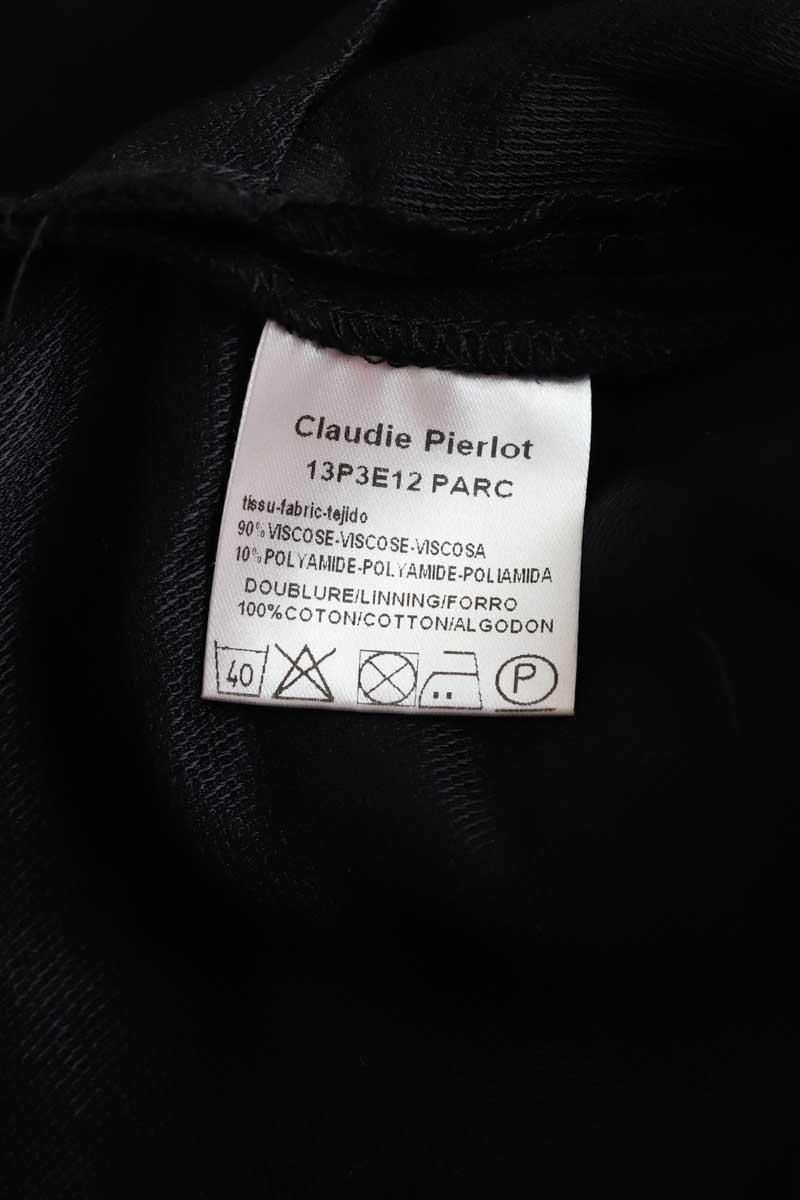 Claudie Pierlot
13P3E12 PARC
tissu-fabric-tejido
90% VISCOSE-VISCOSE-VISCOSA
10% POLYAMIDE-POLYAMIDE-POLIAMIDA
DOUBLURE/LINNING/FORRO
100%COTON/COTTON/ALGODON
40 P